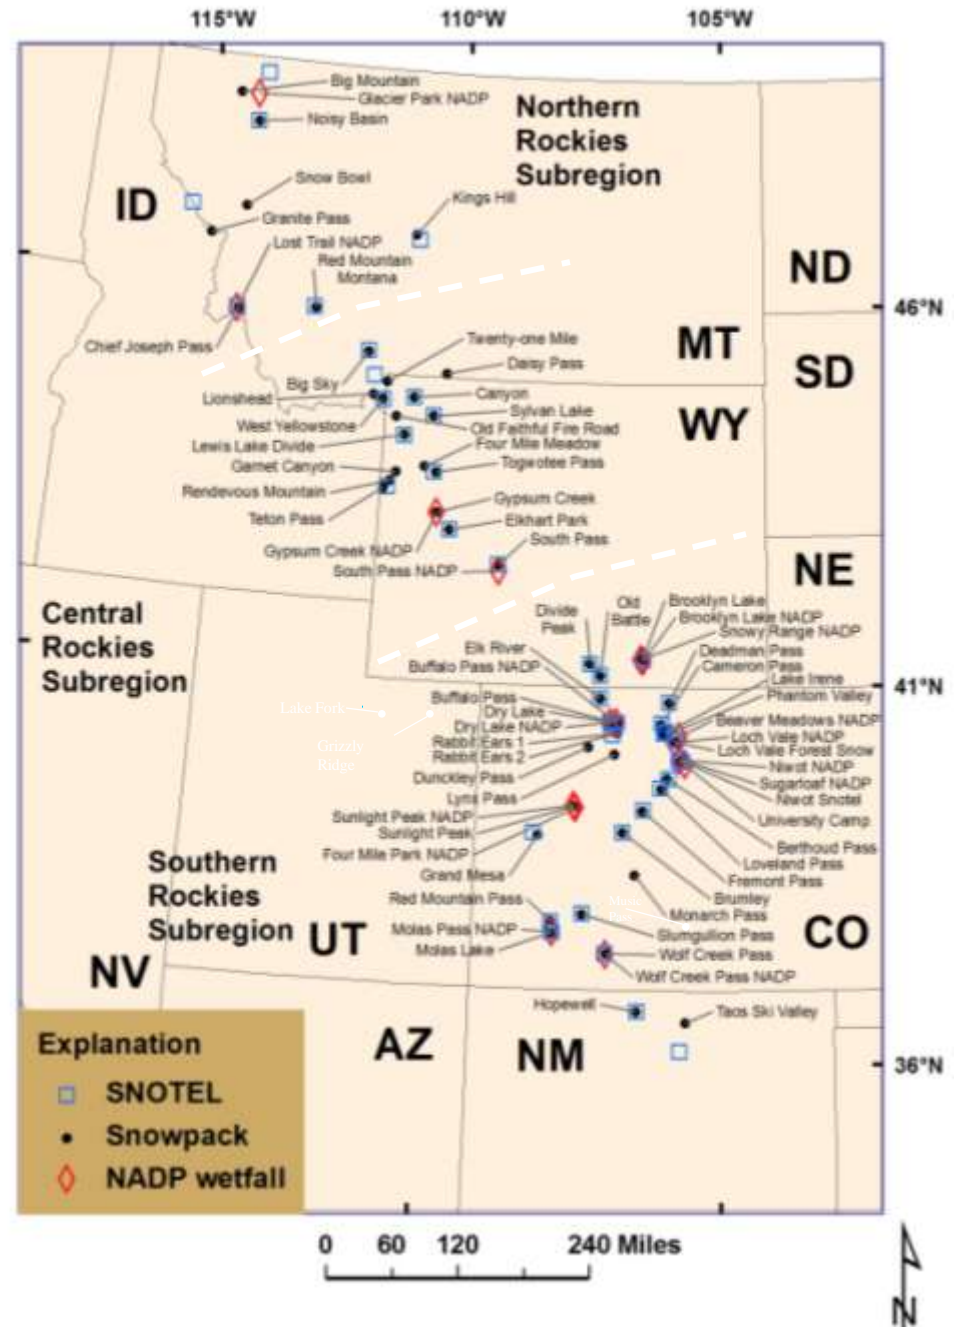 115°W
110°W
105°W
Big Mountain
Glacier Park NADP
Noisy Basin
Northern
Rockies
Subregion
Snow Bowl
Kings Hill
ID
Granite Pass
Lost Trail NADP
Red Mountain
Montana
ND
46°N
Chief Joseph Pass
MT
Twenty-one Mile
Daisy Pass
SD
Big Sky
Lionshead
Canyon
Sylvan Lake
WY
West Yellowstone
Old Faithful Fire Road
Lewis Lake Divide
Four Mile Meadow
Garnet Canyon
Togwotee Pass
Rendevous Mountain
Gypsum Creek
Teton Pass
Elkhart Park
South Pass
Gypsum Creek NADP
South Pass NADP
NE
Central
Rockies
Subregion
Divide
Peak
Old
Battle
Brooklyn Lake
Brooklyn Lake NADP
Snowy Range NADP
Elk River
Deadman Pass
Buffalo Pass NADP
Cameron Pass
Lake Irene
41°N
Phantom Valley
Buffalo Pass
Lake Fork
Dry Lake
Beaver Meadows NADP
Dry Lake NADP
Loch Vale NADP
Rabbit Ears 1
Loch Vale Forest Snow
Grizzly
Ridge
Rabbit Ears 2
Niwot NADP
Dunckley Pass
Sugarloaf NADP
Lynx Pass
Niwot Snotel
Sunlight Peak NADP
University Camp
Sunlight Peak
Four Mile Park NADP
Berthoud Pass
Loveland Pass
Grand Mesa
Fremont Pass
Southern
Rockies
Subregion
Red Mountain Pass
Brumley
Monarch Pass
UT
Molas Pass NADP
Slumgullion Pass
CO
Molas Lake
Wolf Creek Pass
NV
Wolf Creek Pass NADP
Hopewell
Taos Ski Valley
AZ
NM
36°N
Explanation
SNOTEL
Snowpack
NADP wetfall
0 60 120 240 Miles
N